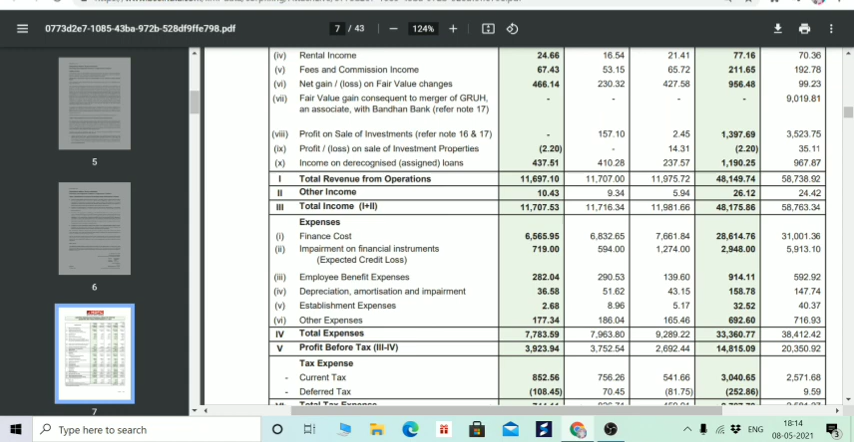 0773d2e7-1085-43ba-972b-528df9ffe798.pdf 7 / 43 — 124% +
(iv) Rental Income 24.66 16.54 21.41 77.16 70.36
(v) Fees and Commission Income 67.43 53.15 65.72 211.65 192.78
(vi) Net gain / (loss) on Fair Value changes 466.14 230.32 427.58 956.48 99.23
(vii) Fair Value gain consequent to merger of GRUH, - - - - 9,019.81
an associate, with Bandhan Bank (refer note 17)
(viii) Profit on Sale of Investments (refer note 16 & 17) - 157.10 2.45 1,397.69 3,523.75
(ix) Profit / (loss) on sale of Investment Properties (2.20) - 14.31 (2.20) 35.11
(x) Income on derecognised (assigned) loans 437.51 410.28 237.57 1,190.25 967.87
I Total Revenue from Operations 11,697.10 11,707.00 11,975.72 48,149.74 58,738.92
II Other Income 10.43 9.34 5.94 26.12 24.42
III Total Income (I+II) 11,707.53 11,716.34 11,981.66 48,175.86 58,763.34
Expenses
(i) Finance Cost 6,565.95 6,832.65 7,661.84 28,614.76 31,001.36
(ii) Impairment on financial instruments 719.00 594.00 1,274.00 2,948.00 5,913.10
(Expected Credit Loss)
(iii) Employee Benefit Expenses 282.04 290.53 139.60 914.11 592.92
(iv) Depreciation, amortisation and impairment 36.58 51.62 43.15 158.78 147.74
(v) Establishment Expenses 2.68 8.96 5.17 32.52 40.37
(vi) Other Expenses 177.34 186.04 165.46 692.60 716.93
IV Total Expenses 7,783.59 7,963.80 9,289.22 33,360.77 38,412.42
V Profit Before Tax (III-IV) 3,923.94 3,752.54 2,692.44 14,815.09 20,350.92
Tax Expense
- Current Tax 852.56 756.26 541.66 3,040.65 2,571.68
- Deferred Tax (108.45) 70.45 (81.75) (252.86) 9.59
Total Tax Expense
5
6
7
Type here to search
ENG
18:14
08-05-2021
3